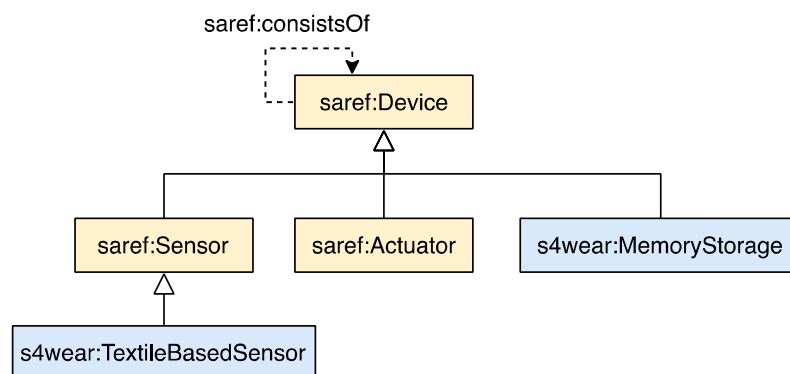 saref:consistsOf
saref:Device
saref:Sensor
saref:Actuator
s4wear:MemoryStorage
s4wear:TextileBasedSensor